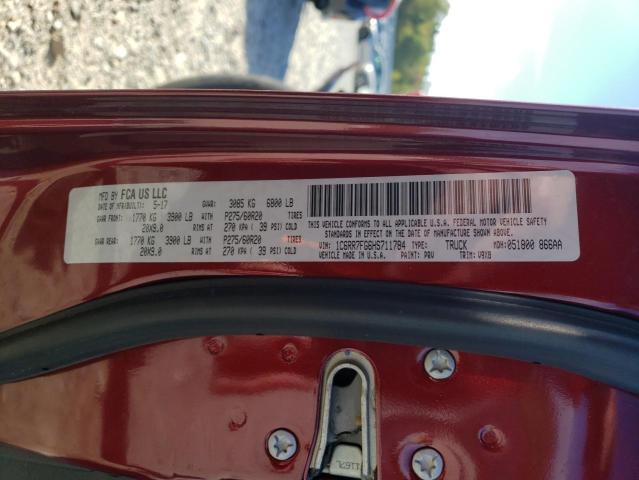 MFD BY FCA US LLC
DATE OF MFR(BUILT): 5-17 GVWR: 3085 KG 6800 LB
GAWR FRONT: 1770 KG 3900 LB WITH P275/60R20 TIRES
20X9.0 RIMS AT 270 KPA ( 39 PSI) COLD
GAWR REAR: 1770 KG 3900 LB WITH P275/60R20 TIRES
20X9.0 RIMS AT 270 KPA ( 39 PSI) COLD
THIS VEHICLE CONFORMS TO ALL APPLICABLE U.S.A. FEDERAL MOTOR VEHICLE SAFETY
STANDARDS IN EFFECT ON THE DATE OF MANUFACTURE SHOWN ABOVE.
VIN: 1C6RR7FG6HS711784 TYPE: TRUCK MDH: 051800 866AA
VEHICLE MADE IN U.S.A. PAINT: PRV TRIM: V9X8